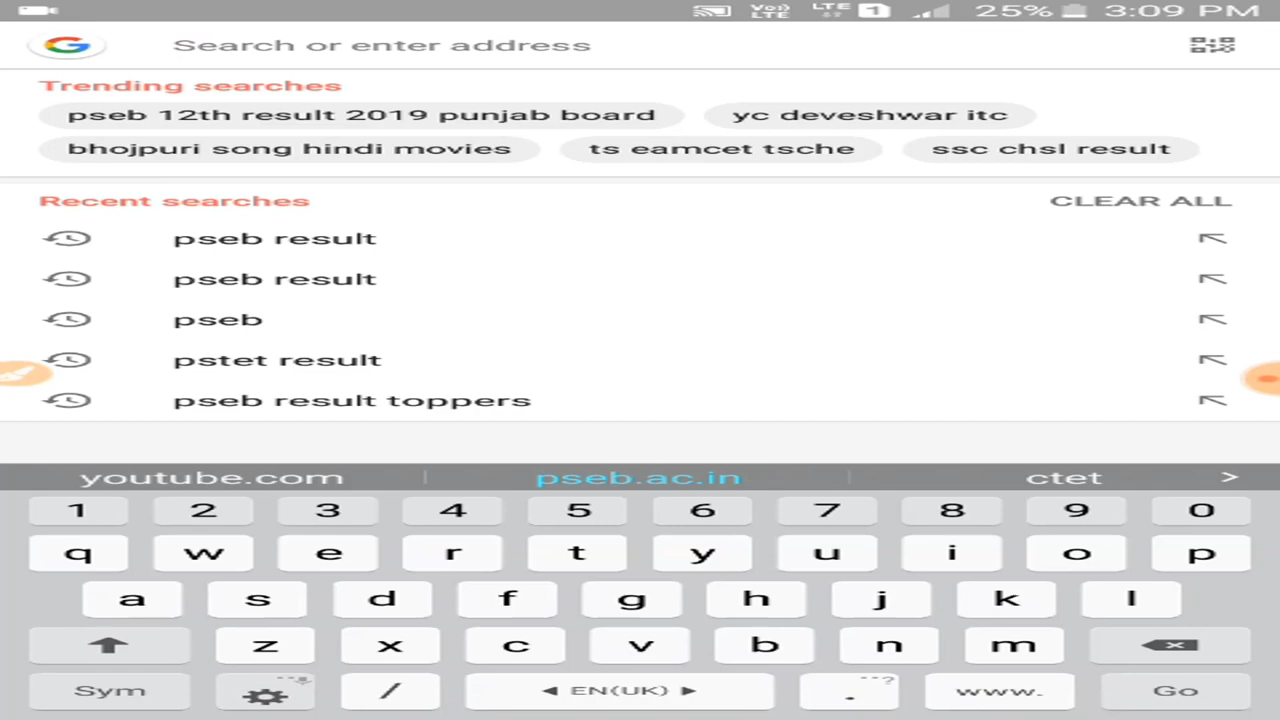 Vo)) LTE LTE 1 25% 3:09 PM
Search or enter address
Trending searches
pseb 12th result 2019 punjab board yc deveshwar itc
bhojpuri song hindi movies ts eamcet tsche ssc chsl result
Recent searches CLEAR ALL
pseb result
pseb result
pseb
pstet result
pseb result toppers
youtube.com pseb.ac.in ctet >
1 2 3 4 5 6 7 8 9 0
q w e r t y u i o p
a s d f g h j k l
z x c v b n m
Sym / ◄ EN(UK) ► . ? www. Go